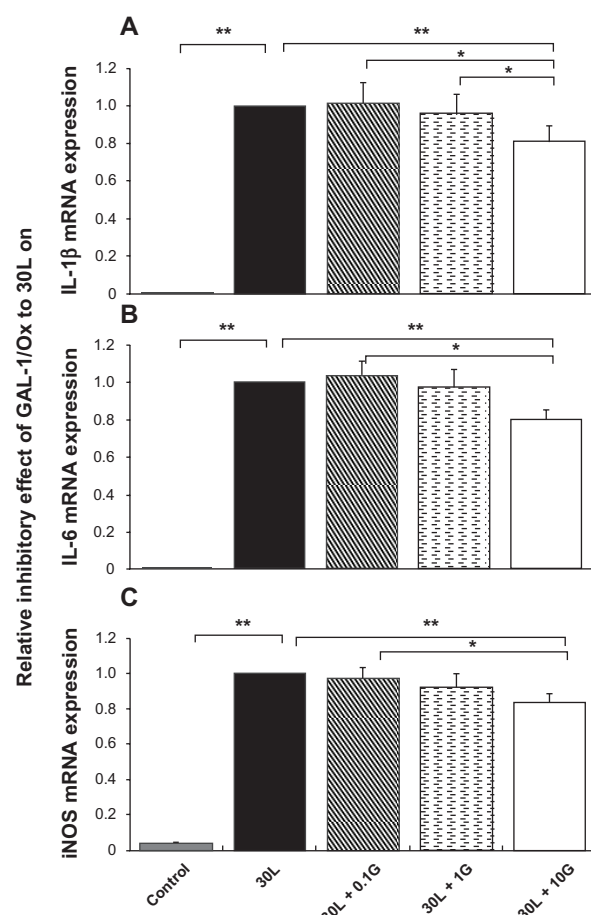 Relative inhibitory effect of GAL-1/Ox to 30L on
A
** **
*
*
IL-1β mRNA expression
1.2
1.0
0.8
0.6
0.4
0.2
0
B
** **
*
IL-6 mRNA expression
1.2
1.0
0.8
0.6
0.4
0.2
0
C
** **
*
iNOS mRNA expression
1.2
1.0
0.8
0.6
0.4
0.2
0
Control
30L
30L + 0.1G
30L + 1G
30L + 10G